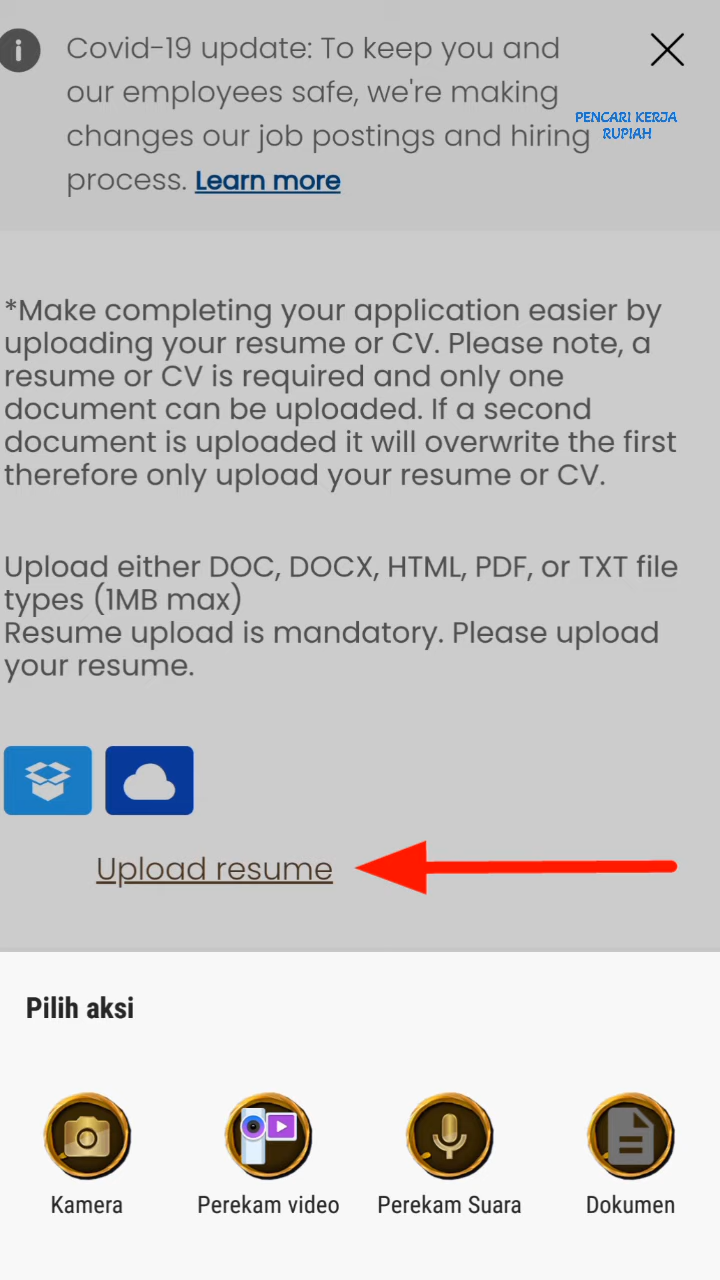 Covid-19 update: To keep you and
our employees safe, we're making
changes our job postings and hiring
process. Learn more
PENCARI KERJA
RUPIAH
*Make completing your application easier by
uploading your resume or CV. Please note, a
resume or CV is required and only one
document can be uploaded. If a second
document is uploaded it will overwrite the first
therefore only upload your resume or CV.
Upload either DOC, DOCX, HTML, PDF, or TXT file
types (1MB max)
Resume upload is mandatory. Please upload
your resume.
Upload resume
Pilih aksi
Kamera
Perekam video
Perekam Suara
Dokumen